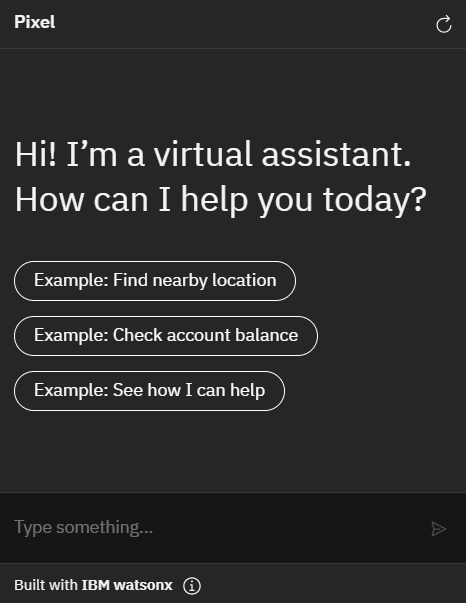 Pixel
Hi! I’m a virtual assistant.
How can I help you today?
Example: Find nearby location
Example: Check account balance
Example: See how I can help
Type something...
Built with IBM watsonx